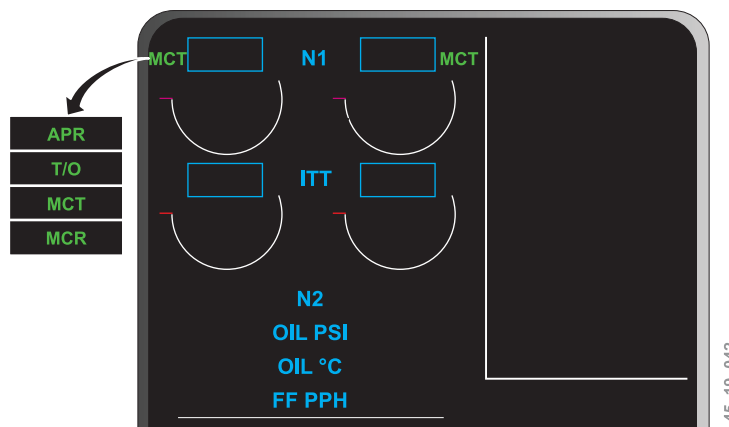 MCT N1 MCT
APR
T/O
MCT
MCR
ITT
N2
OIL PSI
OIL °C
FF PPH